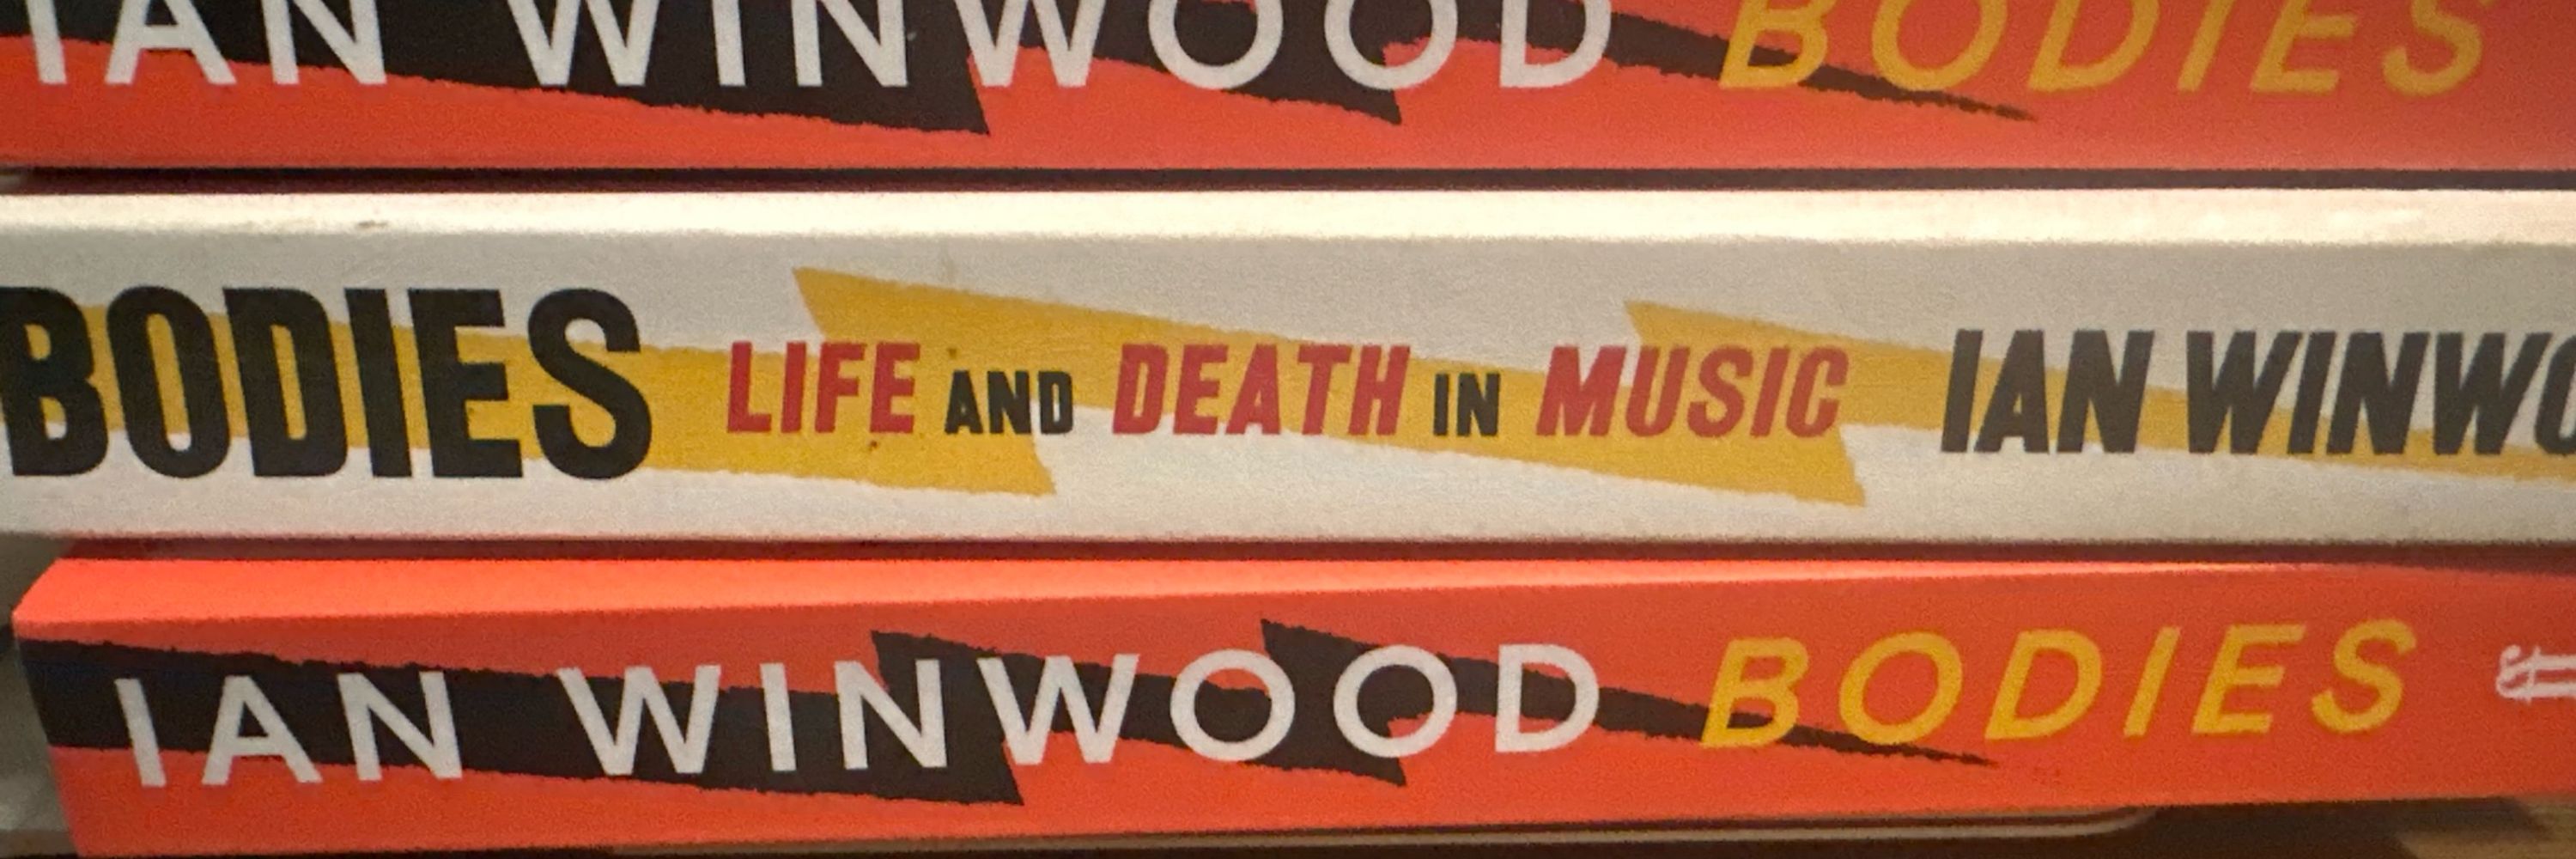 IAN WINWOOD BODIES
BODIES LIFE AND DEATH IN MUSIC IAN WINWO
IAN WINWOOD BODIES